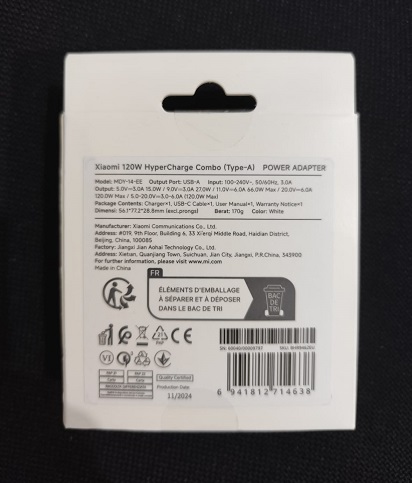 Xiaomi 120W HyperCharge Combo (Type-A) POWER ADAPTER
Model: MDY-14-EE Output Port: USB-A Input: 100-240V~, 50/60Hz, 3.0A
Output: 5.0V⎓3.0A 15.0W / 9.0V⎓3.0A 27.0W / 11.0V⎓6.0A 66.0W Max / 20.0V⎓6.0A
120.0W Max / 5.0-20.0V⎓3.0-6.0A (120.0W Max)
Package Contents: Charger×1, USB-C Cable×1, User Manual×1, Warranty Notice×1
Dimensi: 56.1*77.2*28.8mm (excl.prongs) Berat: 170g Color: White
Manufacturer: Xiaomi Communications Co., Ltd.
Address: #019, 9th Floor, Building 6, 33 Xi'erqi Middle Road, Haidian District,
Beijing, China, 100085
Factory: Jiangxi Jian Aohai Technology Co., Ltd.
Address: Xietian, Quanjiang Town, Suichuan, Jian City, Jiangxi, P.R.China, 343900
For further information, please visit www.mi.com
Made in China
FR
ÉLÉMENTS D'EMBALLAGE
À SÉPARER ET À DÉPOSER
DANS LE BAC DE TRI
BAC
DE
TRI
21
PAP
CE
VI
Quality Certified
Production Date
11/2024
6 941812 714638